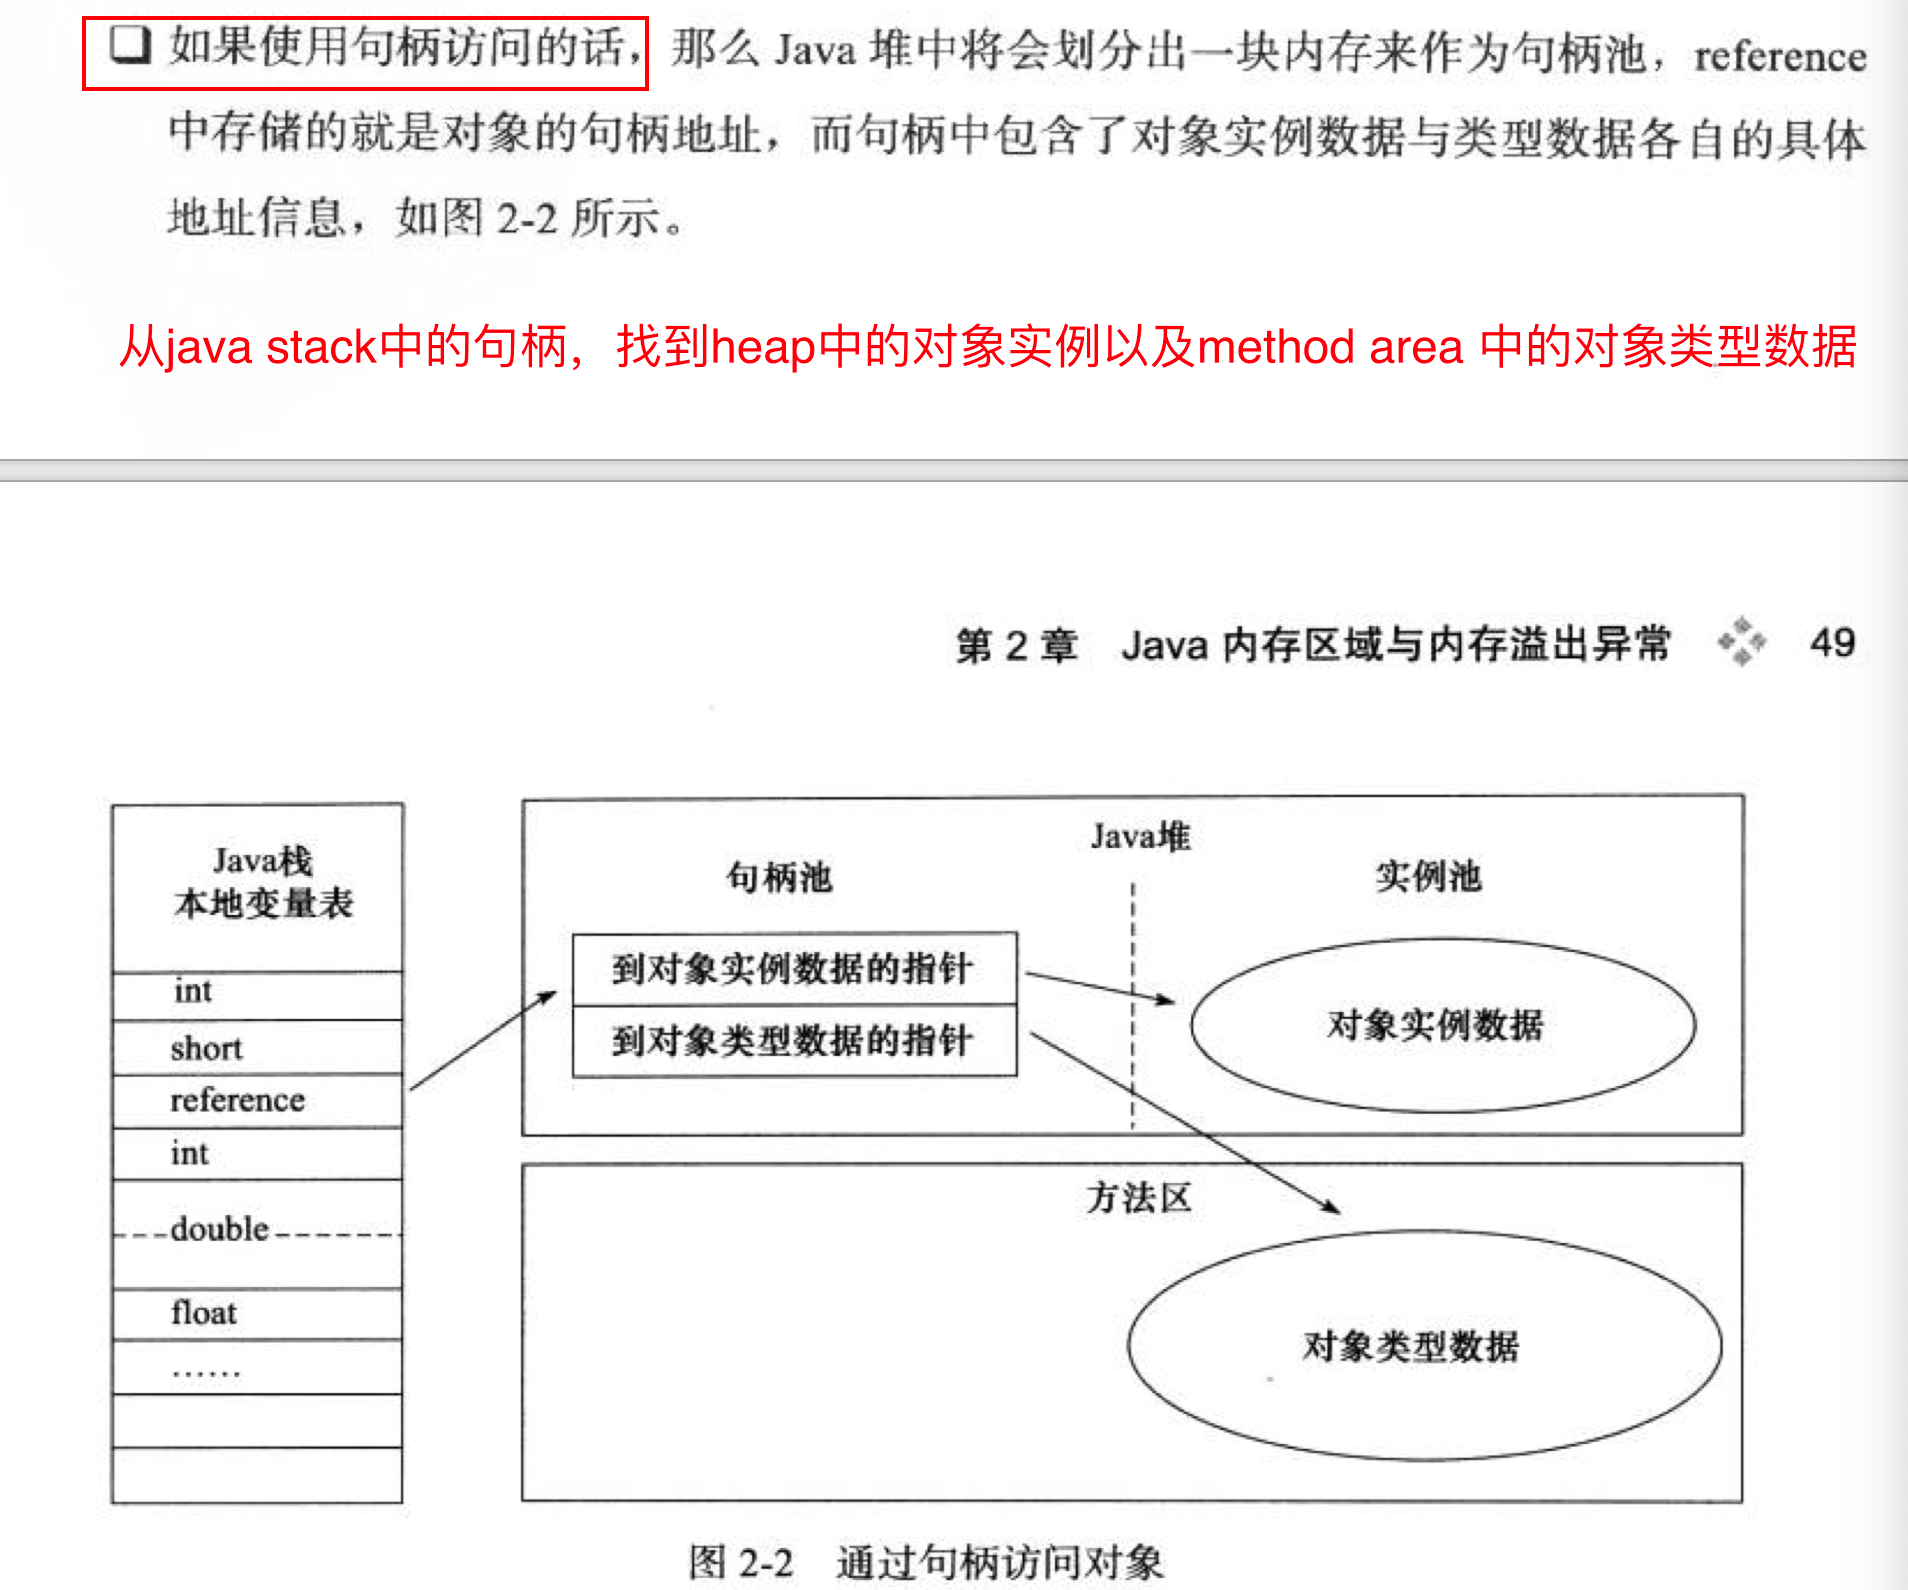 ❑ 如果使用句柄访问的话，那么 Java 堆中将会划分出一块内存来作为句柄池，reference
中存储的就是对象的句柄地址，而句柄中包含了对象实例数据与类型数据各自的具体
地址信息，如图 2-2 所示。
从java stack中的句柄，找到heap中的对象实例以及method area 中的对象类型数据
第 2 章 Java 内存区域与内存溢出异常 49
Java栈
本地变量表
int
short
reference
int
double
float
……
Java堆
句柄池
实例池
到对象实例数据的指针
到对象类型数据的指针
对象实例数据
方法区
对象类型数据
图 2-2 通过句柄访问对象